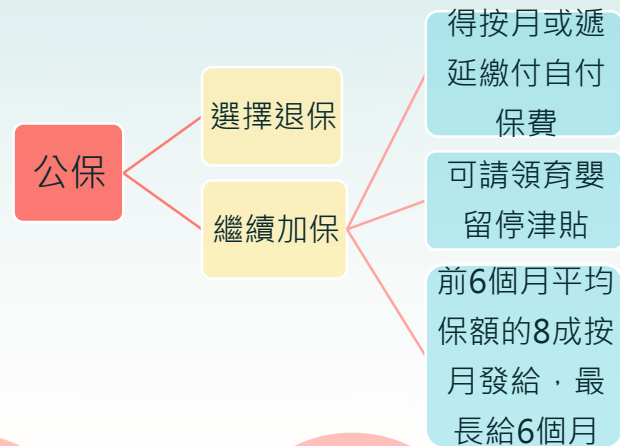 公保
選擇退保
繼續加保
得按月或遞
延繳付自付
保費
可請領育嬰
留停津貼
前6個月平均
保額的8成按
月發給，最
長給6個月